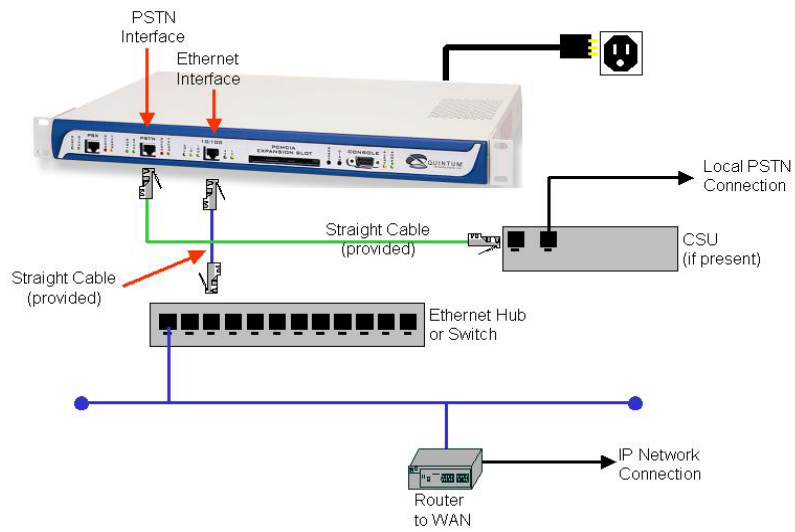 PSTN
Interface
Ethernet
Interface
PBX
PSTN
10/100
PCMCIA
EXPANSION SLOT
CONSOLE
QUINTUM
Local PSTN
Connection
Straight Cable
(provided)
CSU
(if present)
Straight Cable
(provided)
Ethernet Hub
or Switch
IP Network
Connection
Router
to WAN